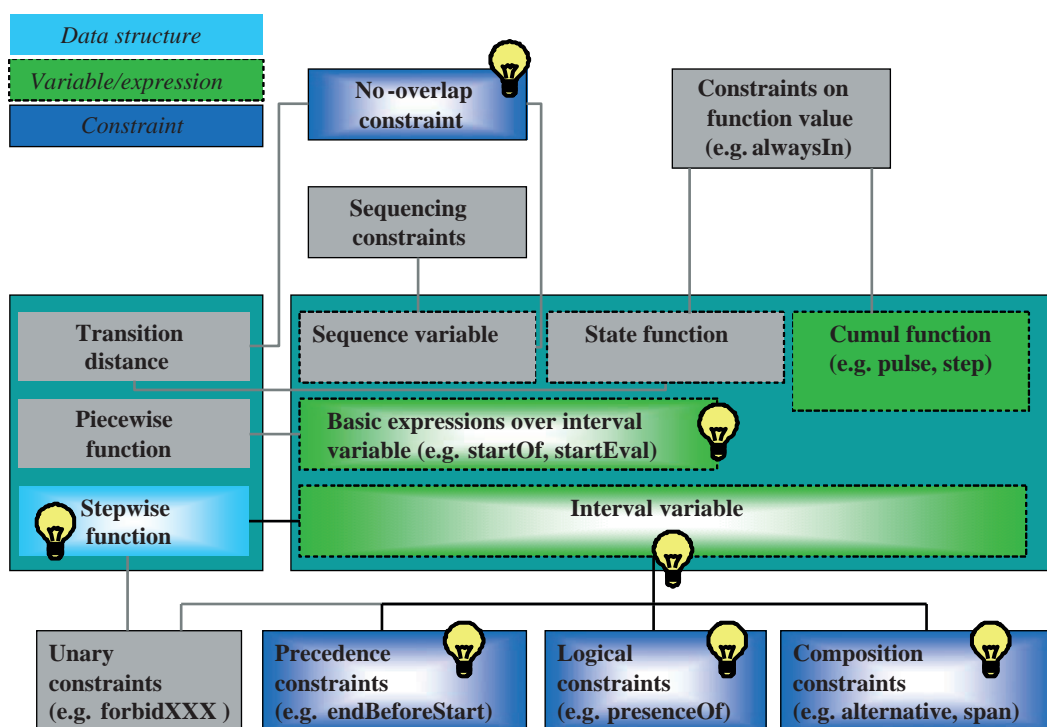 Data structure
Variable/expression
Constraint
No-overlap
constraint
Constraints on
function value
(e.g. alwaysIn)
Sequencing
constraints
Transition
distance
Sequence variable
State function
Cumul function
(e.g. pulse, step)
Piecewise
function
Basic expressions over interval
variable (e.g. startOf, startEval)
Stepwise
function
Interval variable
Unary
constraints
(e.g. forbidXXX )
Precedence
constraints
(e.g. endBeforeStart)
Logical
constraints
(e.g. presenceOf)
Composition
constraints
(e.g. alternative, span)